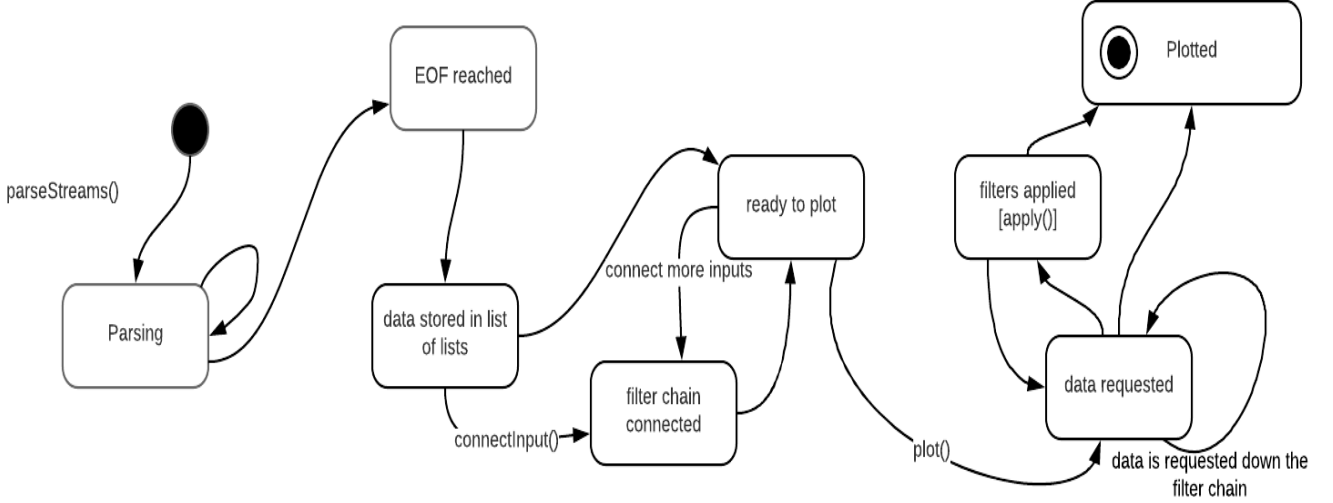 parseStreams()
Parsing
EOF reached
data stored in list
of lists
connectInput()
filter chain
connected
connect more inputs
ready to plot
plot()
data requested
data is requested down the
filter chain
filters applied
[apply()]
Plotted